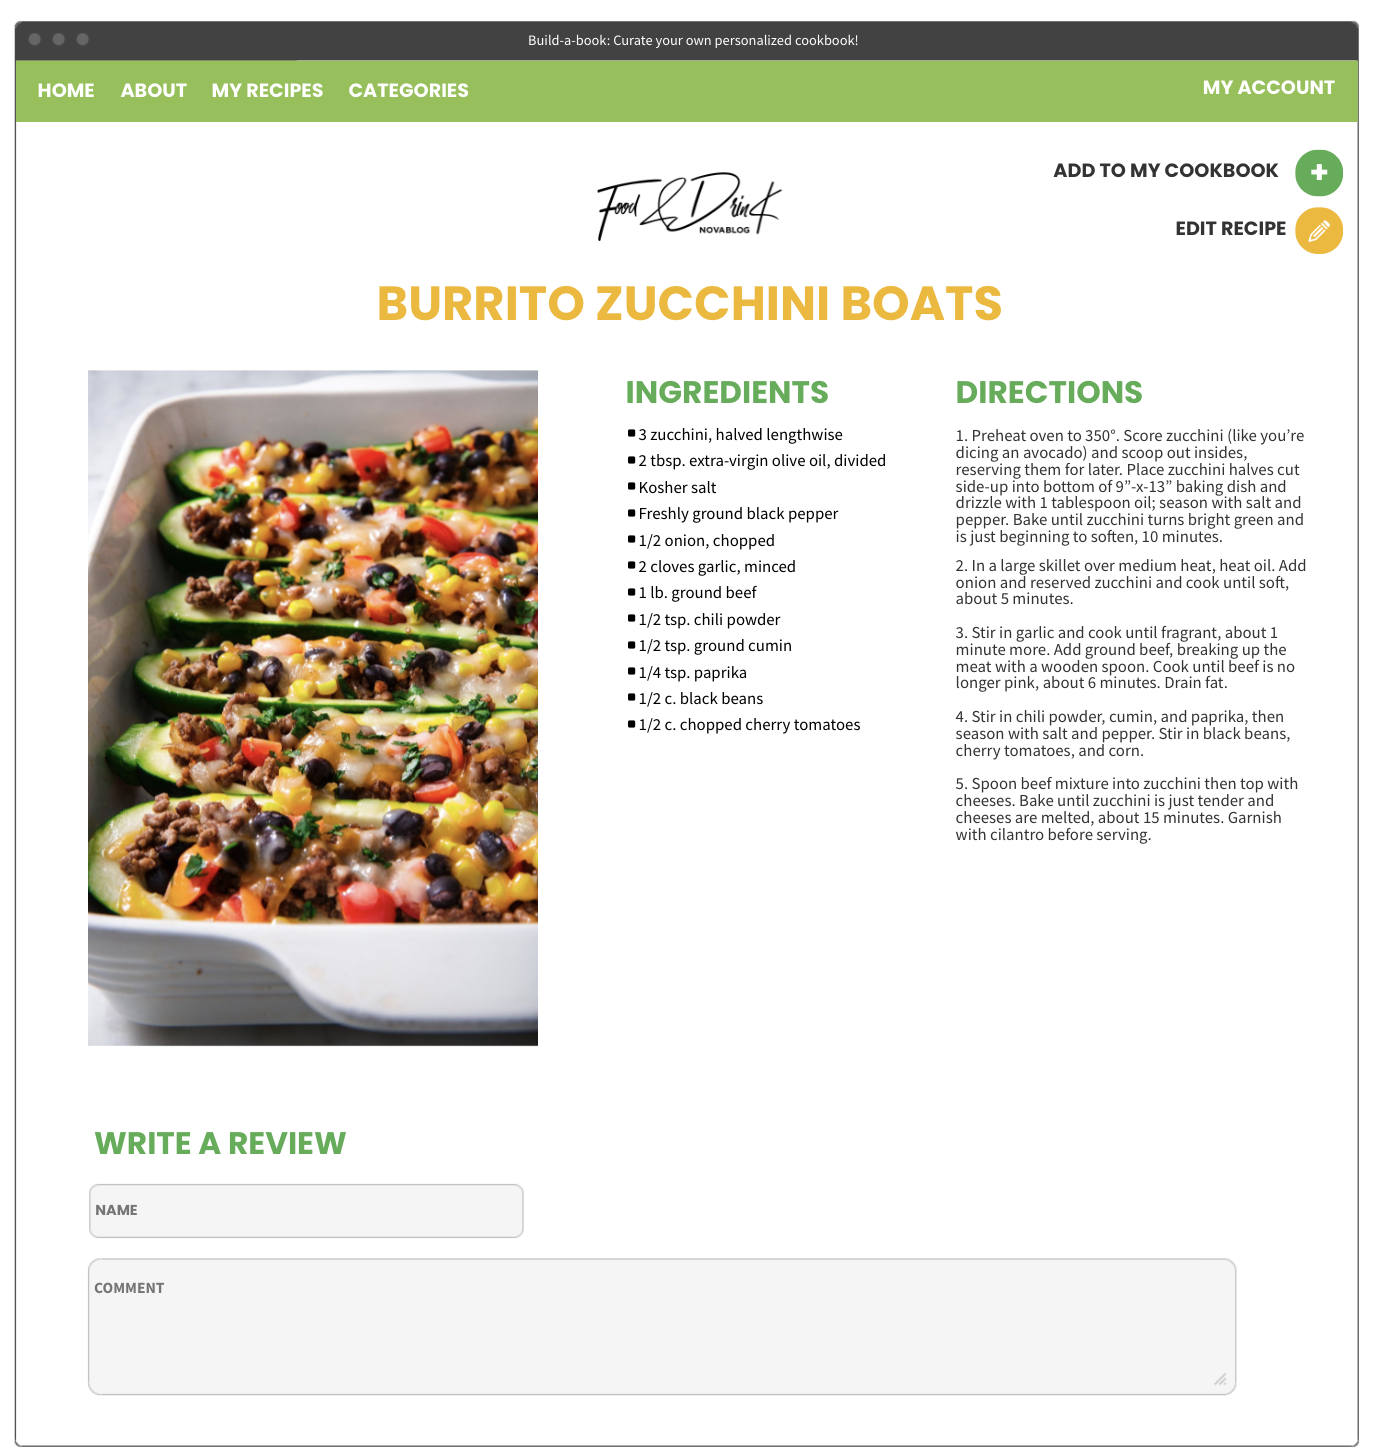 Build-a-book: Curate your own personalized cookbook!
HOME ABOUT MY RECIPES CATEGORIES MY ACCOUNT
ADD TO MY COOKBOOK
EDIT RECIPE
Food & Drink
NOVABLOG
BURRITO ZUCCHINI BOATS
INGREDIENTS
3 zucchini, halved lengthwise
2 tbsp. extra-virgin olive oil, divided
Kosher salt
Freshly ground black pepper
1/2 onion, chopped
2 cloves garlic, minced
1 lb. ground beef
1/2 tsp. chili powder
1/2 tsp. ground cumin
1/4 tsp. paprika
1/2 c. black beans
1/2 c. chopped cherry tomatoes
DIRECTIONS
1. Preheat oven to 350°. Score zucchini (like you’re
dicing an avocado) and scoop out insides,
reserving them for later. Place zucchini halves cut
side-up into bottom of 9”-x-13” baking dish and
drizzle with 1 tablespoon oil; season with salt and
pepper. Bake until zucchini turns bright green and
is just beginning to soften, 10 minutes.
2. In a large skillet over medium heat, heat oil. Add
onion and reserved zucchini and cook until soft,
about 5 minutes.
3. Stir in garlic and cook until fragrant, about 1
minute more. Add ground beef, breaking up the
meat with a wooden spoon. Cook until beef is no
longer pink, about 6 minutes. Drain fat.
4. Stir in chili powder, cumin, and paprika, then
season with salt and pepper. Stir in black beans,
cherry tomatoes, and corn.
5. Spoon beef mixture into zucchini then top with
cheeses. Bake until zucchini is just tender and
cheeses are melted, about 15 minutes. Garnish
with cilantro before serving.
WRITE A REVIEW
NAME
COMMENT